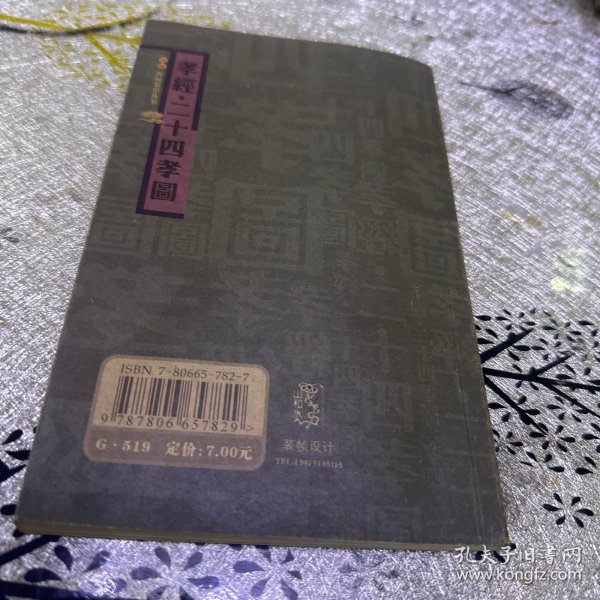 孝經·二十四孝圖
ISBN 7-80665-782-7
9 787806 657829 >
G·519 定价:7.00元
装帧设计
孔夫子旧书网
www.kongfz.com